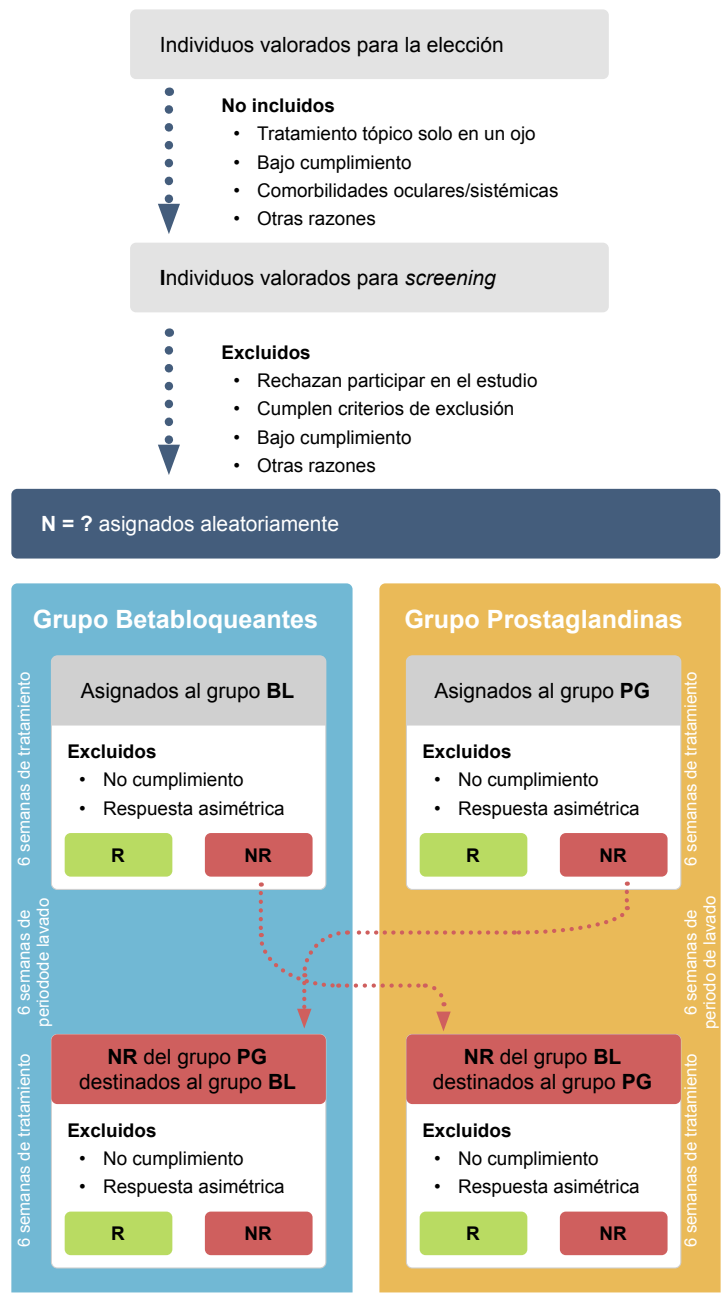 Individuos valorados para la elección
No incluidos
• Tratamiento tópico solo en un ojo
• Bajo cumplimiento
• Comorbilidades oculares/sistémicas
• Otras razones
Individuos valorados para screening
Excluidos
• Rechazan participar en el estudio
• Cumplen criterios de exclusión
• Bajo cumplimiento
• Otras razones
N = ? asignados aleatoriamente
Grupo Betabloqueantes
6 semanas de tratamiento
Asignados al grupo BL
Excluidos
• No cumplimiento
• Respuesta asimétrica
R
NR
6 semanas de
periodode lavado
6 semanas de tratamiento
NR del grupo PG
destinados al grupo BL
Excluidos
• No cumplimiento
• Respuesta asimétrica
R
NR
Grupo Prostaglandinas
Asignados al grupo PG
Excluidos
• No cumplimiento
• Respuesta asimétrica
R
NR
6 semanas de tratamiento
6 semanas de
periodo de lavado
NR del grupo BL
destinados al grupo PG
Excluidos
• No cumplimiento
• Respuesta asimétrica
R
NR
6 semanas de tratamiento